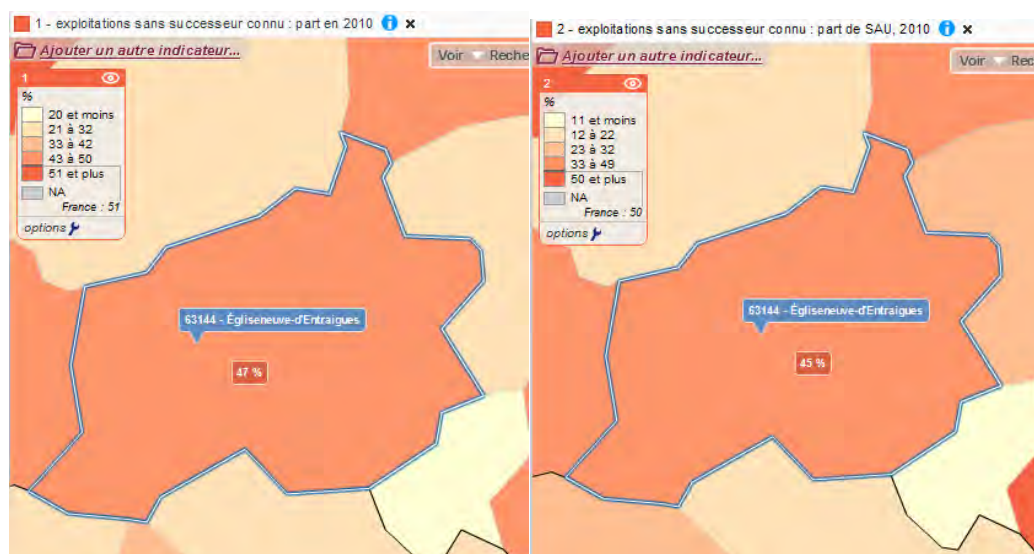 1 - exploitations sans successeur connu : part en 2010
Ajouter un autre indicateur...
Voir
Reche
1
%
20 et moins
21 à 32
33 à 42
43 à 50
51 et plus
NA
France : 51
options
63144 - Égliseneuve-d'Entraigues
47 %
2 - exploitations sans successeur connu : part de SAU, 2010
Ajouter un autre indicateur...
Voir
Rec
2
%
11 et moins
12 à 22
23 à 32
33 à 49
50 et plus
NA
France : 50
options
63144 - Égliseneuve-d'Entraigues
45 %